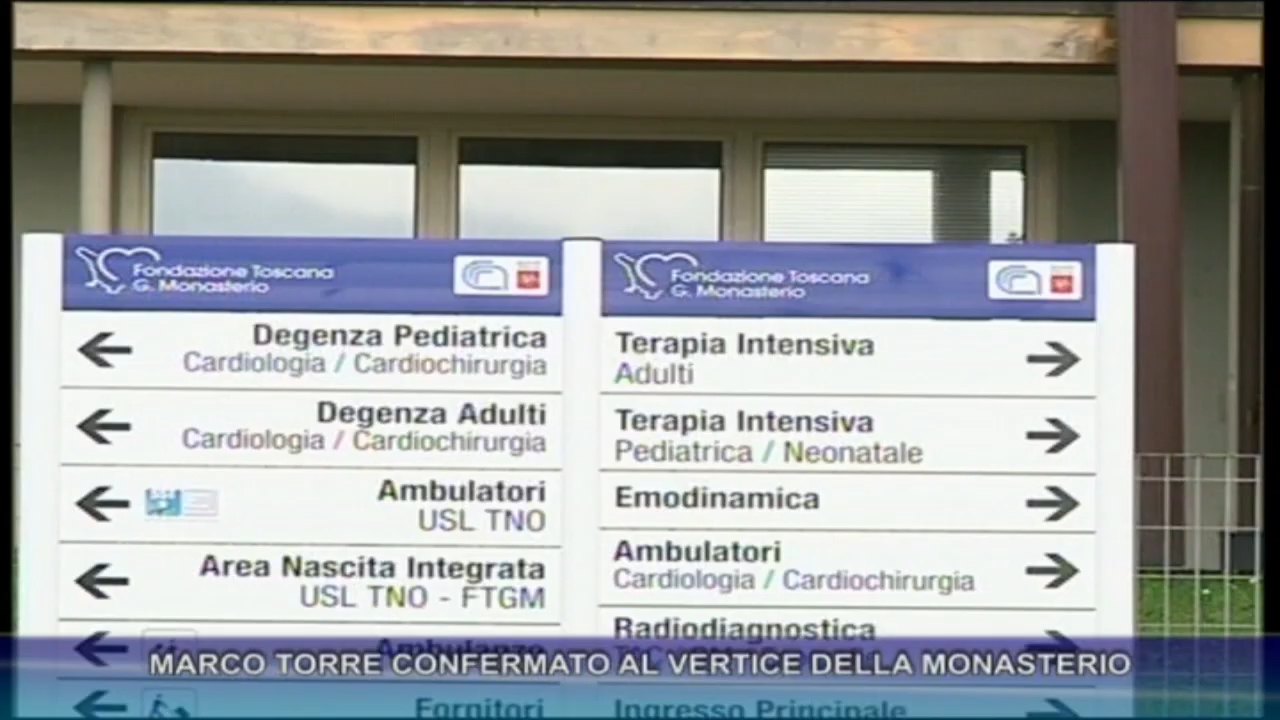 Fondazione Toscana
G. Monasterio
Degenza Pediatrica
Cardiologia / Cardiochirurgia
Degenza Adulti
Cardiologia / Cardiochirurgia
Ambulatori
USL TNO
Area Nascita Integrata
USL TNO - FTGM
Ambulanze
Fornitori
Fondazione Toscana
G. Monasterio
Terapia Intensiva
Adulti
Terapia Intensiva
Pediatrica / Neonatale
Emodinamica
Ambulatori
Cardiologia / Cardiochirurgia
Radiodiagnostica
Ingresso Principale
MARCO TORRE CONFERMATO AL VERTICE DELLA MONASTERIO